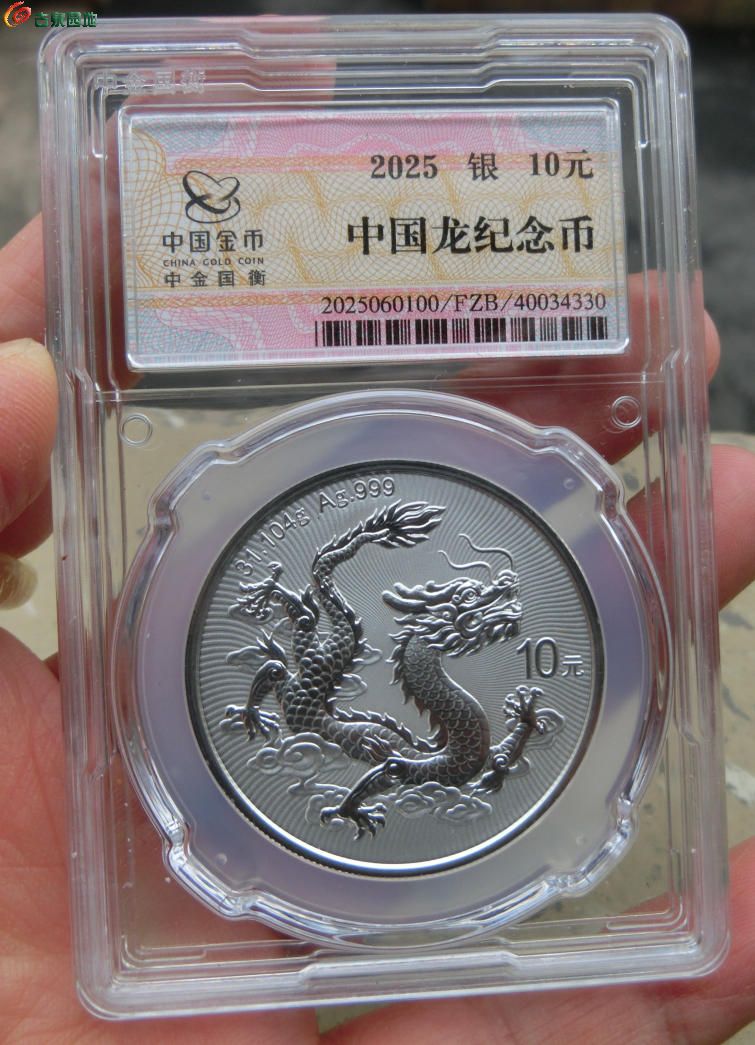 古泉园地
中金国衡
2025 银 10元
中国龙纪念币
中国金币
CHINA GOLD COIN
中金国衡
2025060100/FZB/40034330
31.104g Ag.999
10元